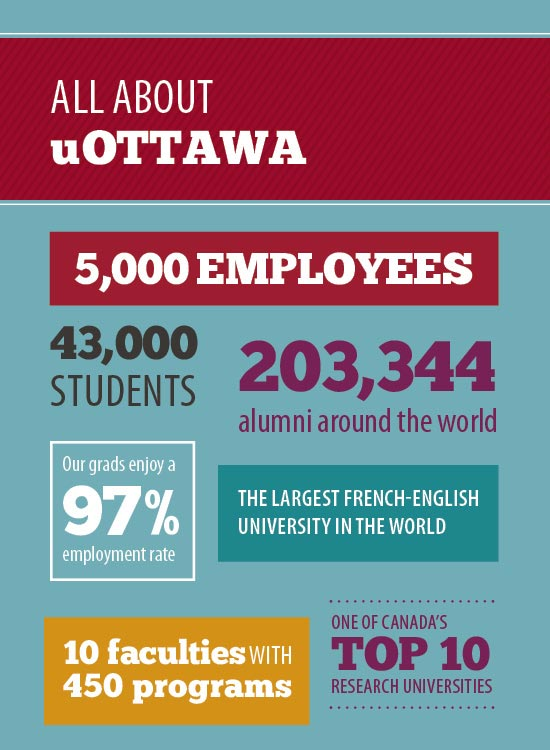 ALL ABOUT
uOTTAWA
5,000 EMPLOYEES
43,000
STUDENTS
203,344
alumni around the world
Our grads enjoy a
97%
employment rate
THE LARGEST FRENCH-ENGLISH
UNIVERSITY IN THE WORLD
10 faculties WITH
450 programs
ONE OF CANADA'S
TOP 10
RESEARCH UNIVERSITIES